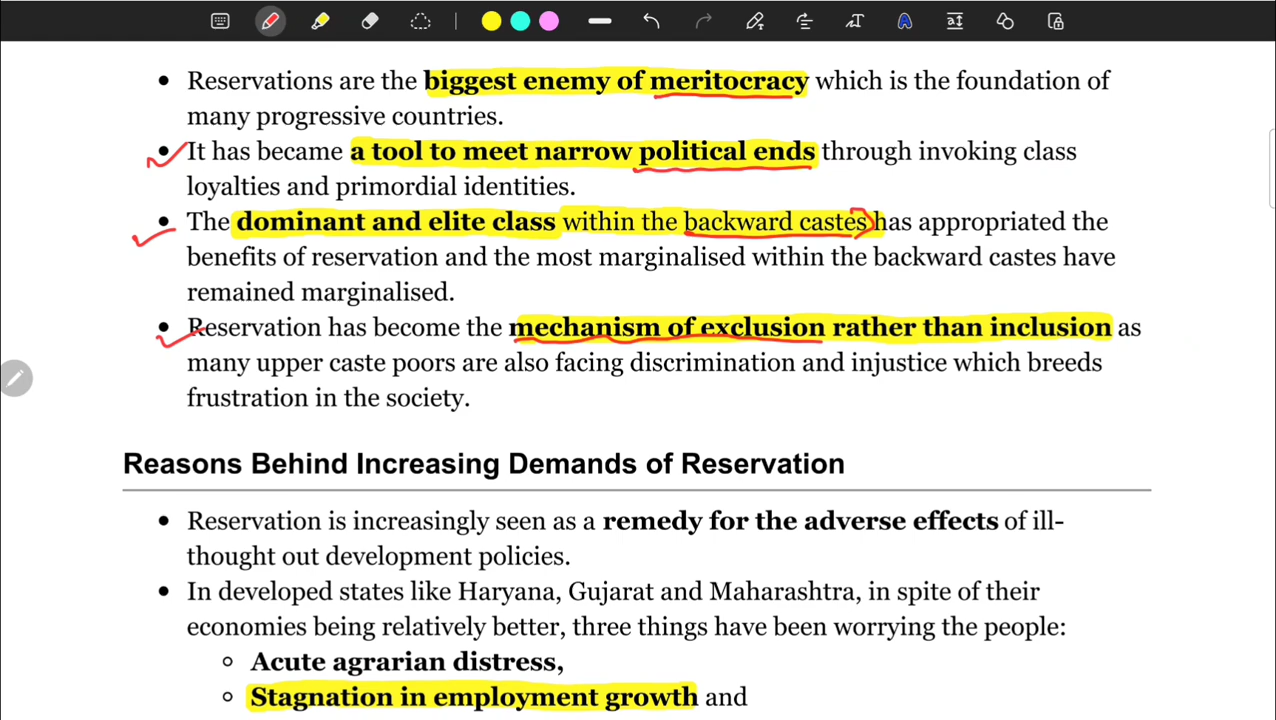 • Reservations are the biggest enemy of meritocracy which is the foundation of
many progressive countries.
• It has became a tool to meet narrow political ends through invoking class
loyalties and primordial identities.
• The dominant and elite class within the backward castes has appropriated the
benefits of reservation and the most marginalised within the backward castes have
remained marginalised.
• Reservation has become the mechanism of exclusion rather than inclusion as
many upper caste poors are also facing discrimination and injustice which breeds
frustration in the society.
Reasons Behind Increasing Demands of Reservation
• Reservation is increasingly seen as a remedy for the adverse effects of ill-
thought out development policies.
• In developed states like Haryana, Gujarat and Maharashtra, in spite of their
economies being relatively better, three things have been worrying the people:
○ Acute agrarian distress,
○ Stagnation in employment growth and